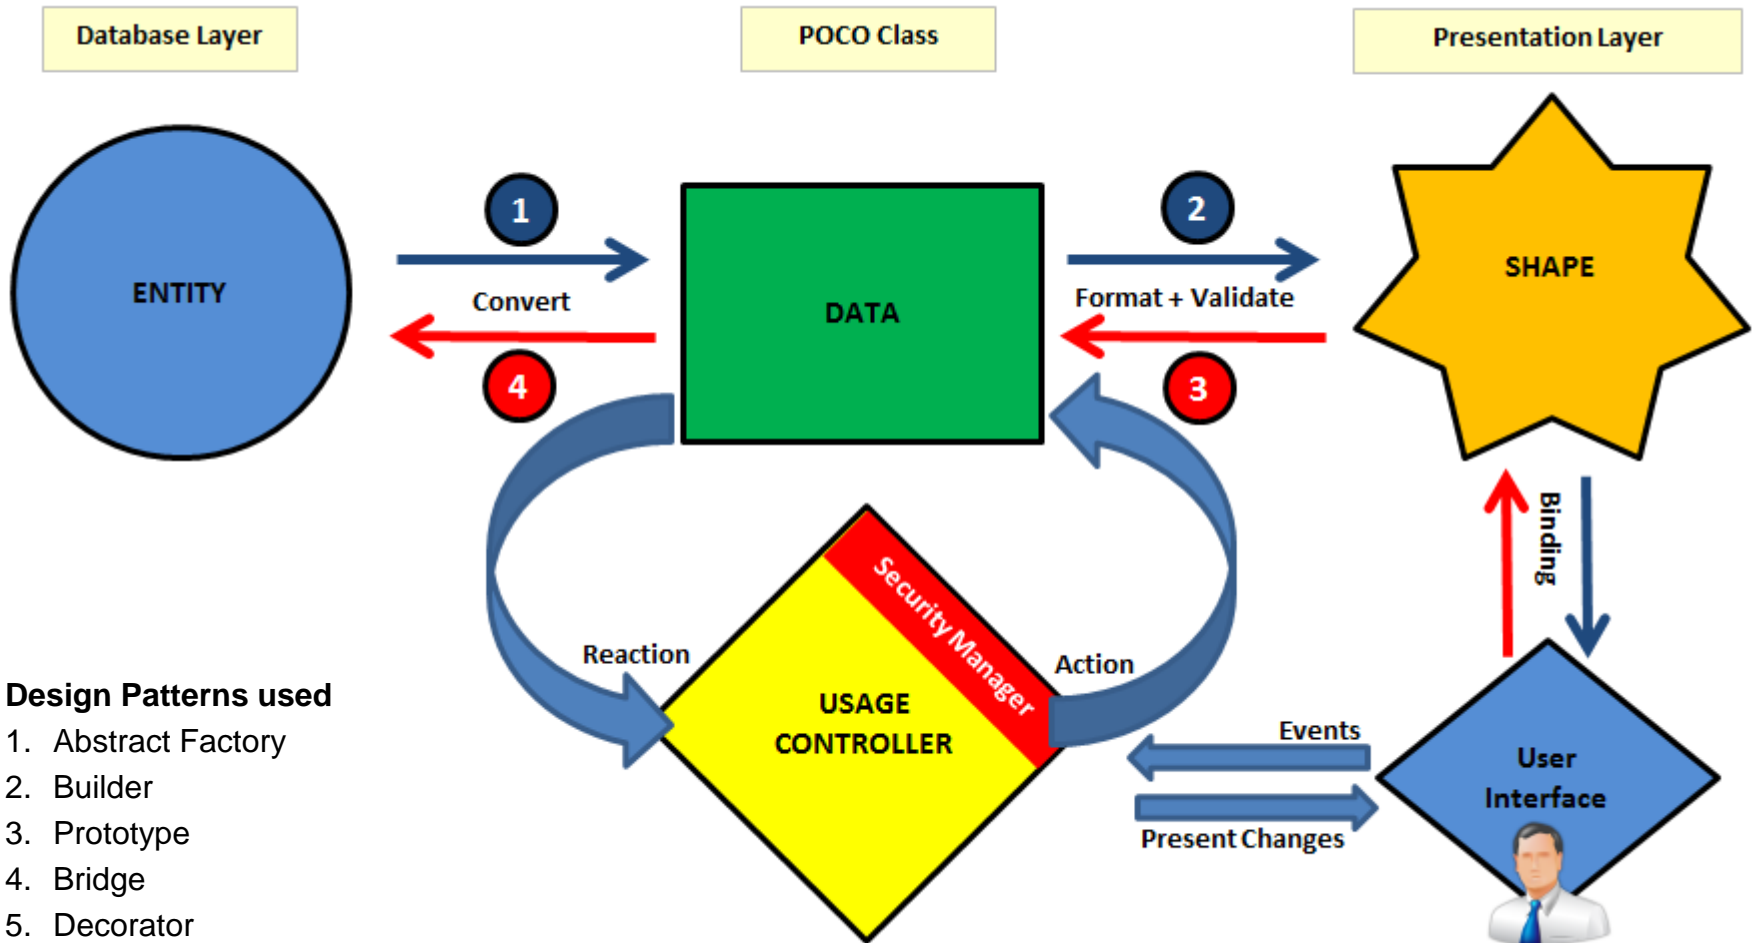 Database Layer
POCO Class
Presentation Layer
1
2
ENTITY
Convert
DATA
Format + Validate
SHAPE
4
3
Binding
Security Manager
Reaction
Action
USAGE
CONTROLLER
Events
Present Changes
User
Interface
Design Patterns used
1. Abstract Factory
2. Builder
3. Prototype
4. Bridge
5. Decorator